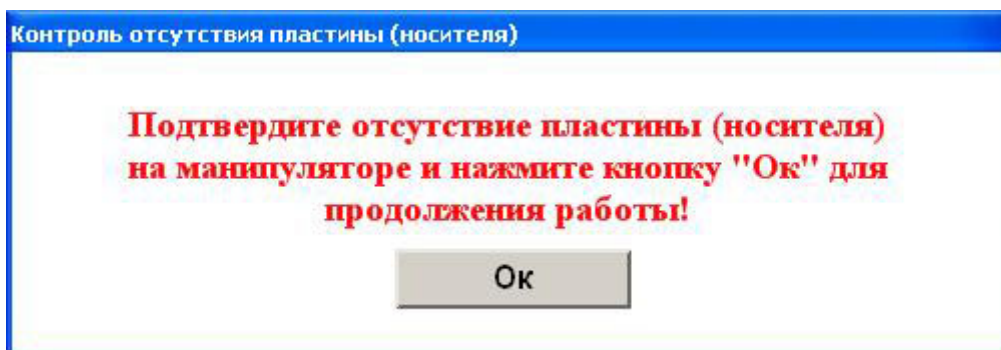 Контроль отсутствия пластины (носителя)
Подтвердите отсутствие пластины (носителя)
на манипуляторе и нажмите кнопку "Ок" для
продолжения работы!
Ок